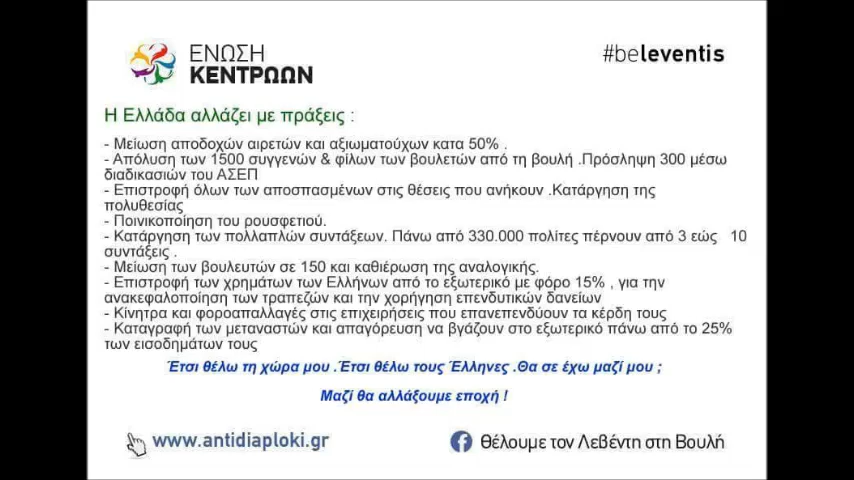 ΕΝΩΣΗ
ΚΕΝΤΡΩΩΝ
#beleventis
Η Ελλάδα αλλάζει με πράξεις :
- Μείωση αποδοχών αιρετών και αξιωματούχων κατα 50% .
- Απόλυση των 1500 συγγενών & φίλων των βουλετών από τη βουλή .Πρόσληψη 300 μέσω
διαδικασιών του ΑΣΕΠ
- Επιστροφή όλων των αποσπασμένων στις θέσεις που ανήκουν .Κατάργηση της
πολυθεσίας
- Ποινικοποίηση του ρουσφετιού.
- Κατάργηση των πολλαπλών συντάξεων. Πάνω από 330.000 πολίτες πέρνουν από 3 εώς 10
συντάξεις .
- Μείωση των βουλευτών σε 150 και καθιέρωση της αναλογικής.
- Επιστροφή των χρημάτων των Ελλήνων από το εξωτερικό με φόρο 15% , για την
ανακεφαλοποίηση των τραπεζών και την χορήγηση επενδυτικών δανείων
- Κίνητρα και φοροαπαλλαγές στις επιχειρήσεις που επανεπενδύουν τα κέρδη τους
- Καταγραφή των μεταναστών και απαγόρευση να βγάζουν στο εξωτερικό πάνω από το 25%
των εισοδημάτων τους
Έτσι θέλω τη χώρα μου .Έτσι θέλω τους Έλληνες .Θα σε έχω μαζί μου ;
Μαζί θα αλλάξουμε εποχή !
www.antidiaploki.gr
Θέλουμε τον Λεβέντη στη Βουλή